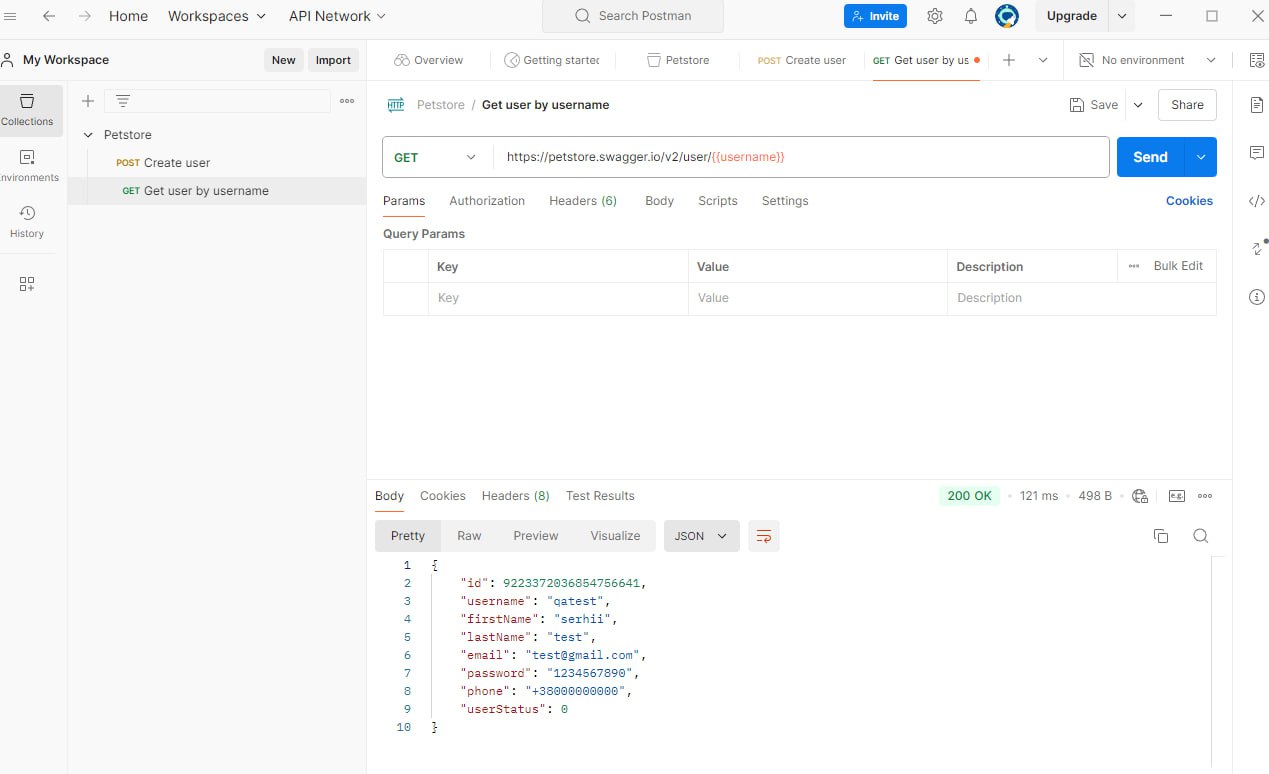 Home Workspaces API Network Search Postman Invite Upgrade
My Workspace New Import Overview Getting started Petstore POST Create user GET Get user by us No environment
Collections
Petstore
POST Create user
nvironments
GET Get user by username
History
Petstore / Get user by username Save Share
GET https://petstore.swagger.io/v2/user/{{username}} Send
Params Authorization Headers (6) Body Scripts Settings Cookies
Query Params
Key Value Description Bulk Edit
Key Value Description
Body Cookies Headers (8) Test Results 200 OK 121 ms 498 B e.g.
Pretty Raw Preview Visualize JSON
1 {
2 "id": 9223372036854756641,
3 "username": "qatest",
4 "firstName": "serhii",
5 "lastName": "test",
6 "email": "test@gmail.com",
7 "password": "1234567890",
8 "phone": "+38000000000",
9 "userStatus": 0
10 }